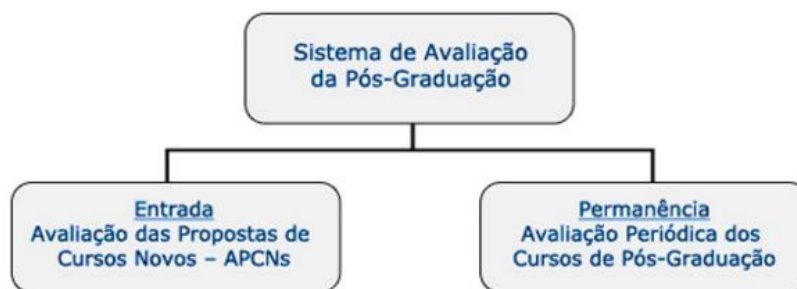 Sistema de Avaliação
da Pós-Graduação
Entrada
Avaliação das Propostas de
Cursos Novos – APCNs
Permanência
Avaliação Periódica dos
Cursos de Pós-Graduação